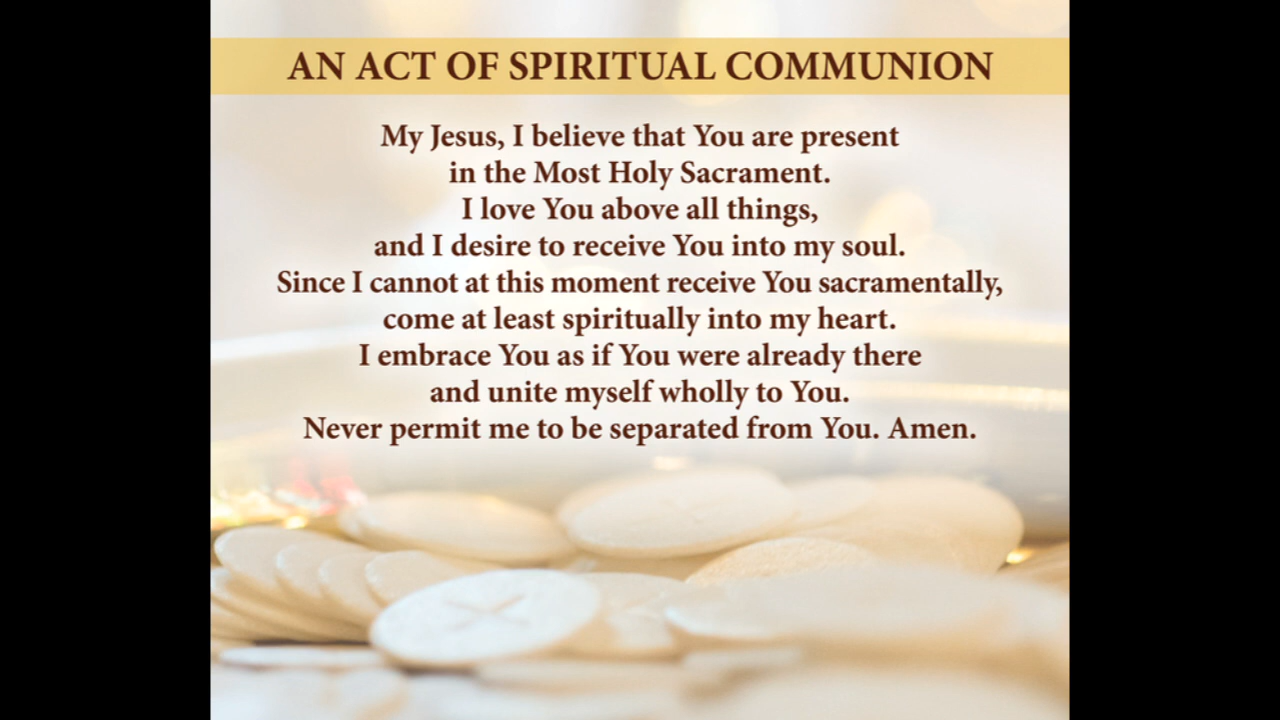 AN ACT OF SPIRITUAL COMMUNION
My Jesus, I believe that You are present
in the Most Holy Sacrament.
I love You above all things,
and I desire to receive You into my soul.
Since I cannot at this moment receive You sacramentally,
come at least spiritually into my heart.
I embrace You as if You were already there
and unite myself wholly to You.
Never permit me to be separated from You. Amen.